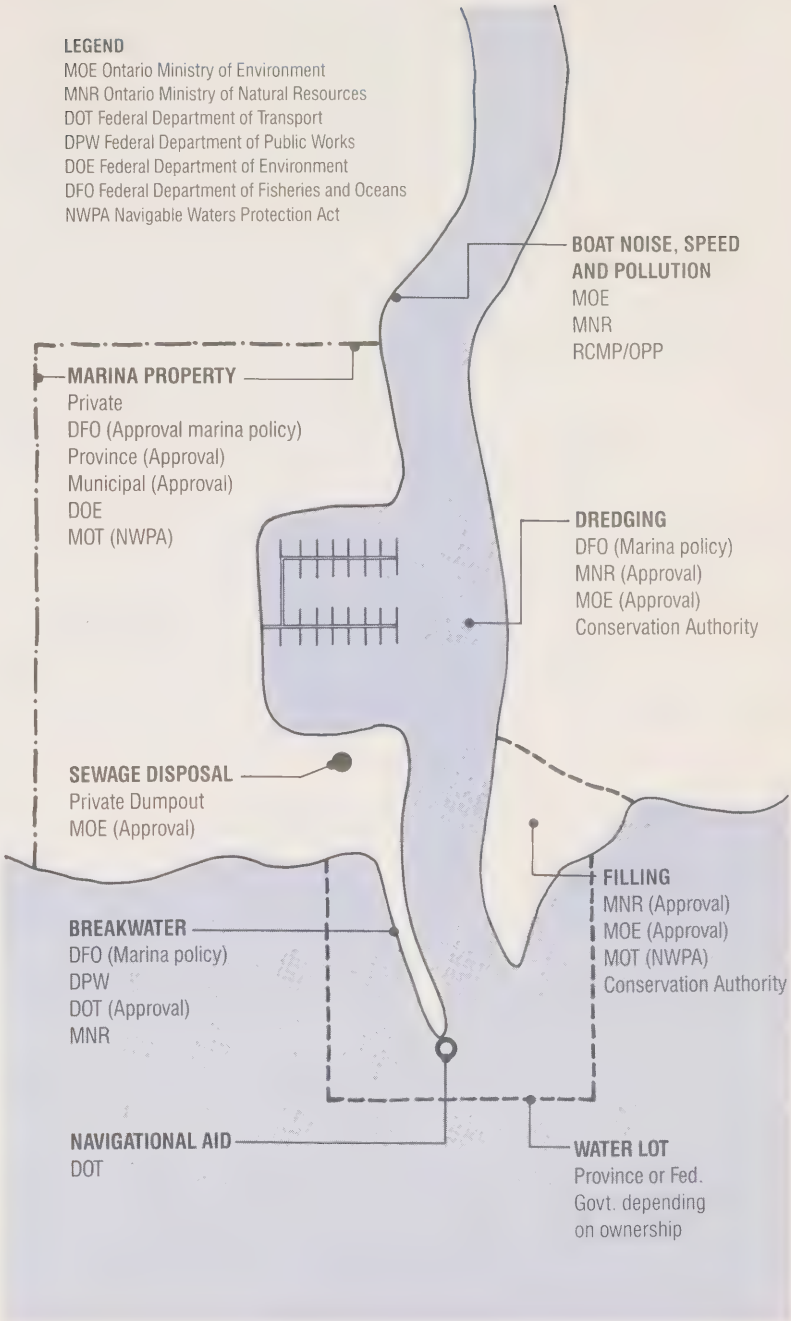 LEGEND
MOE Ontario Ministry of Environment
MNR Ontario Ministry of Natural Resources
DOT Federal Department of Transport
DPW Federal Department of Public Works
DOE Federal Department of Environment
DFO Federal Department of Fisheries and Oceans
NWPA Navigable Waters Protection Act
BOAT NOISE, SPEED
AND POLLUTION
MOE
MNR
RCMP/OPP
MARINA PROPERTY
Private
DFO (Approval marina policy)
Province (Approval)
Municipal (Approval)
DOE
MOT (NWPA)
DREDGING
DFO (Marina policy)
MNR (Approval)
MOE (Approval)
Conservation Authority
SEWAGE DISPOSAL
Private Dumpout
MOE (Approval)
FILLING
MNR (Approval)
MOE (Approval)
MOT (NWPA)
Conservation Authority
BREAKWATER
DFO (Marina policy)
DPW
DOT (Approval)
MNR
NAVIGATIONAL AID
DOT
WATER LOT
Province or Fed.
Govt. depending
on ownership